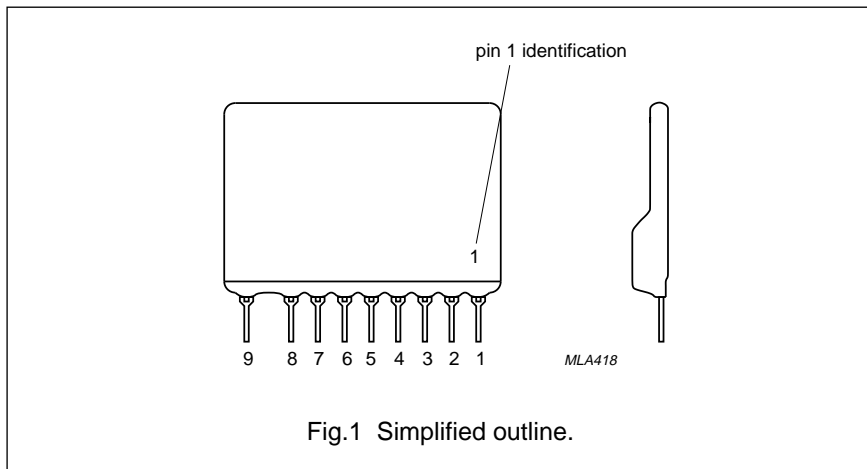 pin 1 identification
1
9 8 7 6 5 4 3 2 1
MLA418
Fig.1 Simplified outline.